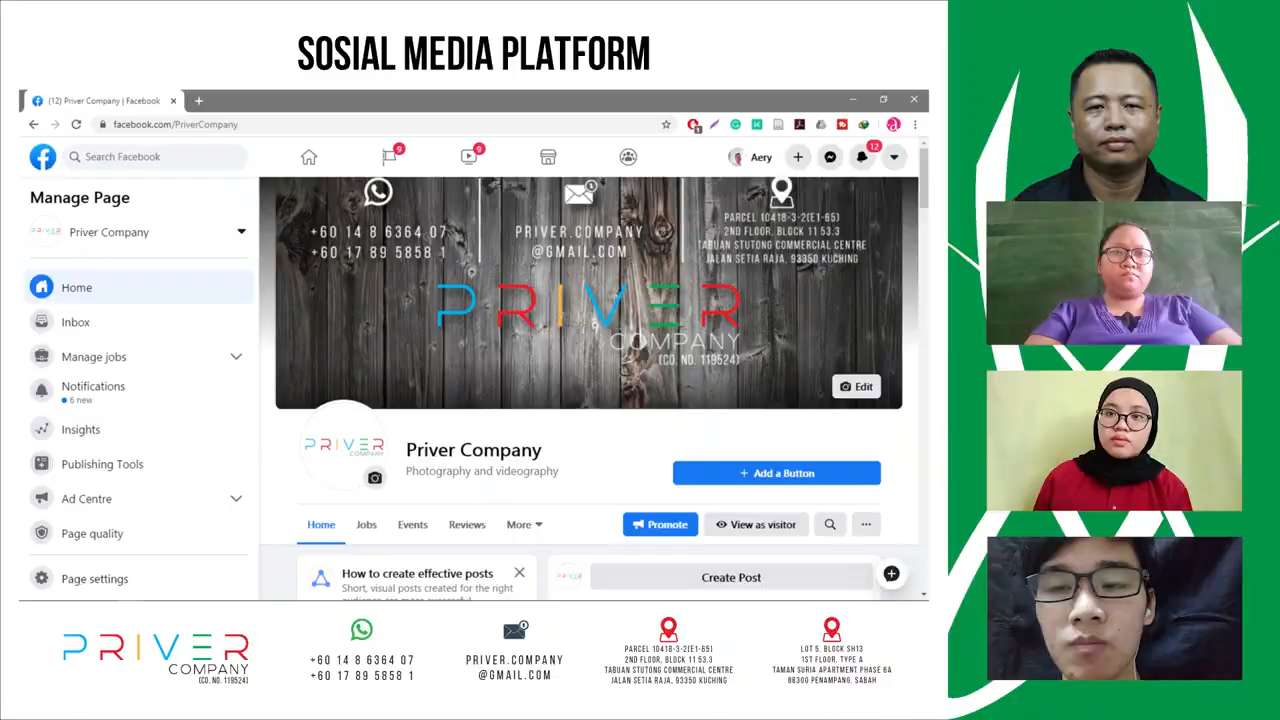 SOSIAL MEDIA PLATFORM
(12) Priver Company | Facebook
facebook.com/PriverCompany
1
Search Facebook
9
9
Aery
12
Manage Page
Priver Company
Home
Inbox
Manage jobs
Notifications
6 new
Insights
Publishing Tools
Ad Centre
Page quality
Page settings
+60 14 8 6364 07
+60 17 89 5858 1
1
PRIVER.COMPANY
@GMAIL.COM
PARCEL 10418-3-2(E1-65)
2ND FLOOR, BLOCK 11 53.3
TABUAN STUTONG COMMERCIAL CENTRE
JALAN SETIA RAJA, 93350 KUCHING
PRIVER
COMPANY
(CO. NO. 119524)
Edit
PRIVER
COMPANY
Priver Company
Photography and videography
+ Add a Button
Home Jobs Events Reviews More
Promote
View as visitor
How to create effective posts
Short, visual posts created for the right
PRIVER
Create Post
PRIVER
COMPANY
(CO. NO. 119524)
+60 14 8 6364 07
+60 17 89 5858 1
PRIVER.COMPANY
@GMAIL.COM
PARCEL 10418-3-2(E1-65)
2ND FLOOR, BLOCK 11 53.3
TABUAN STUTONG COMMERCIAL CENTRE
JALAN SETIA RAJA, 93350 KUCHING
LOT 5, BLOCK SH13
1ST FLOOR, TYPE A
TAMAN SURIA APARTMENT PHASE 6A
88300 PENAMPANG, SABAH